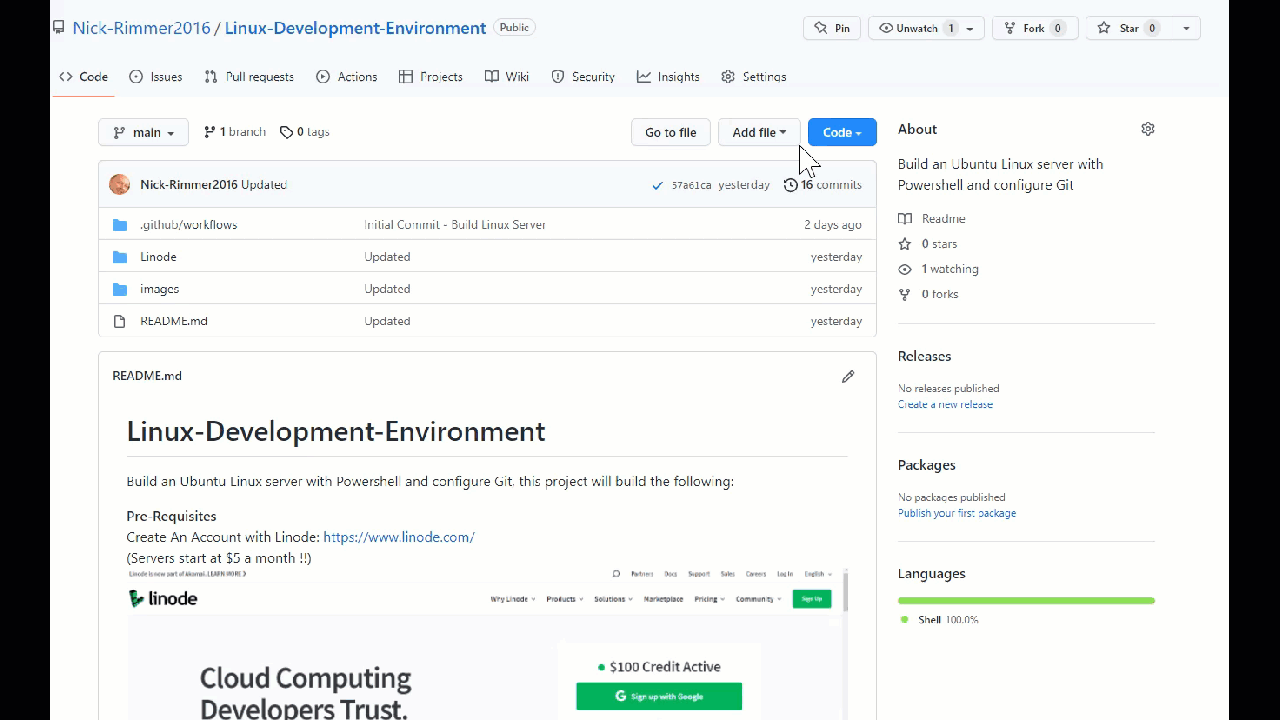 Nick-Rimmer2016 / Linux-Development-Environment Public
Pin Unwatch 1 Fork 0 Star 0
Code Issues Pull requests Actions Projects Wiki Security Insights Settings
main 1 branch 0 tags Go to file Add file Code
Nick-Rimmer2016 Updated 57a61ca yesterday 16 commits
.github/workflows Initial Commit - Build Linux Server 2 days ago
Linode Updated yesterday
images Updated yesterday
README.md Updated yesterday
README.md
Linux-Development-Environment
Build an Ubuntu Linux server with Powershell and configure Git, this project will build the following:
Pre-Requisites
Create An Account with Linode: https://www.linode.com/
(Servers start at $5 a month !!)
Linode is now part of Akamai. LEARN MORE
Partners Docs Support Sales Careers Log In English
linode Why Linode Products Solutions Marketplace Pricing Community Sign Up
Cloud Computing
Developers Trust.
$100 Credit Active
Sign up with Google
About
Build an Ubuntu Linux server with
Powershell and configure Git
Readme
0 stars
1 watching
0 forks
Releases
No releases published
Create a new release
Packages
No packages published
Publish your first package
Languages
Shell 100.0%